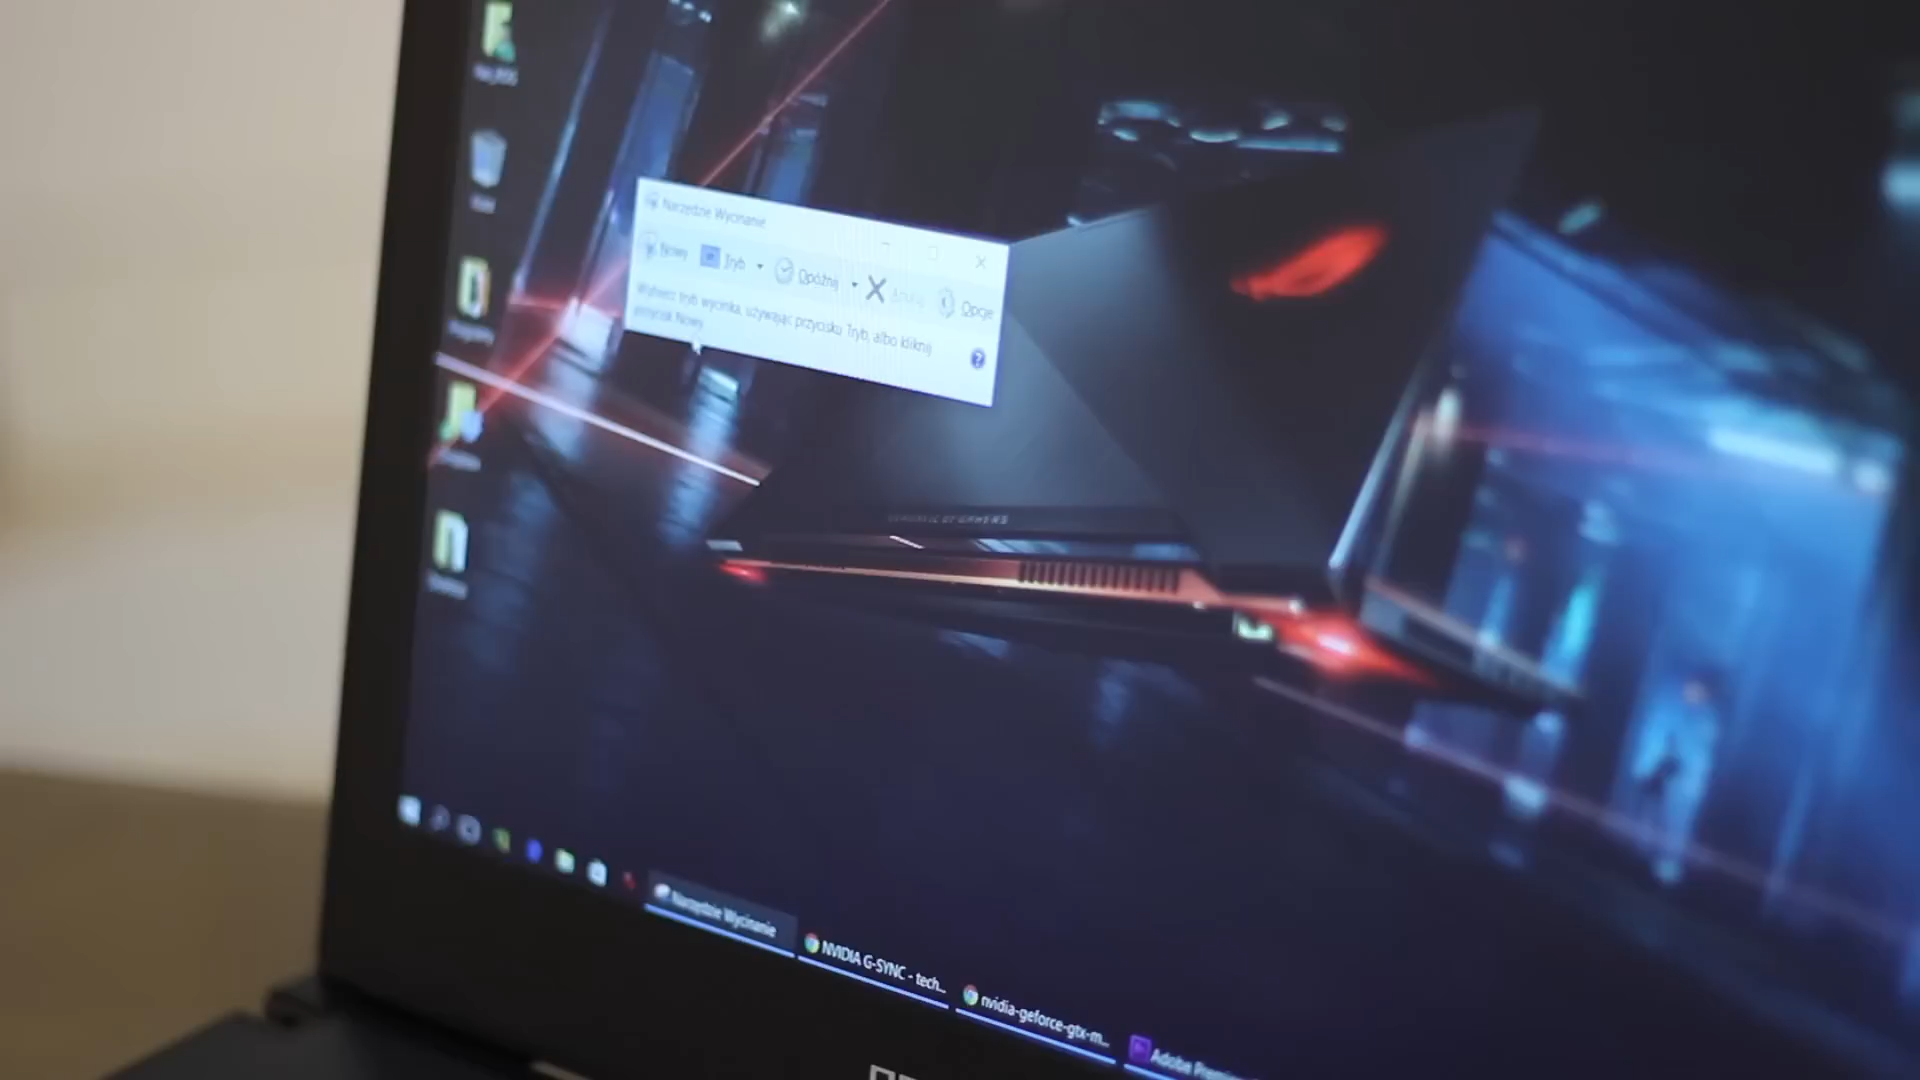 Narzędzie Wycinanie
Nowy Tryb Opóźnij Anuluj Opcje
Wybierz tryb wycinka, używając przycisku Tryb, albo kliknij
przycisk Nowy.
?
REPUBLIC OF GAMERS
Narzędzie Wycinanie
NVIDIA G-SYNC - tech...
nvidia-geforce-gtx-m...
Adobe Premi